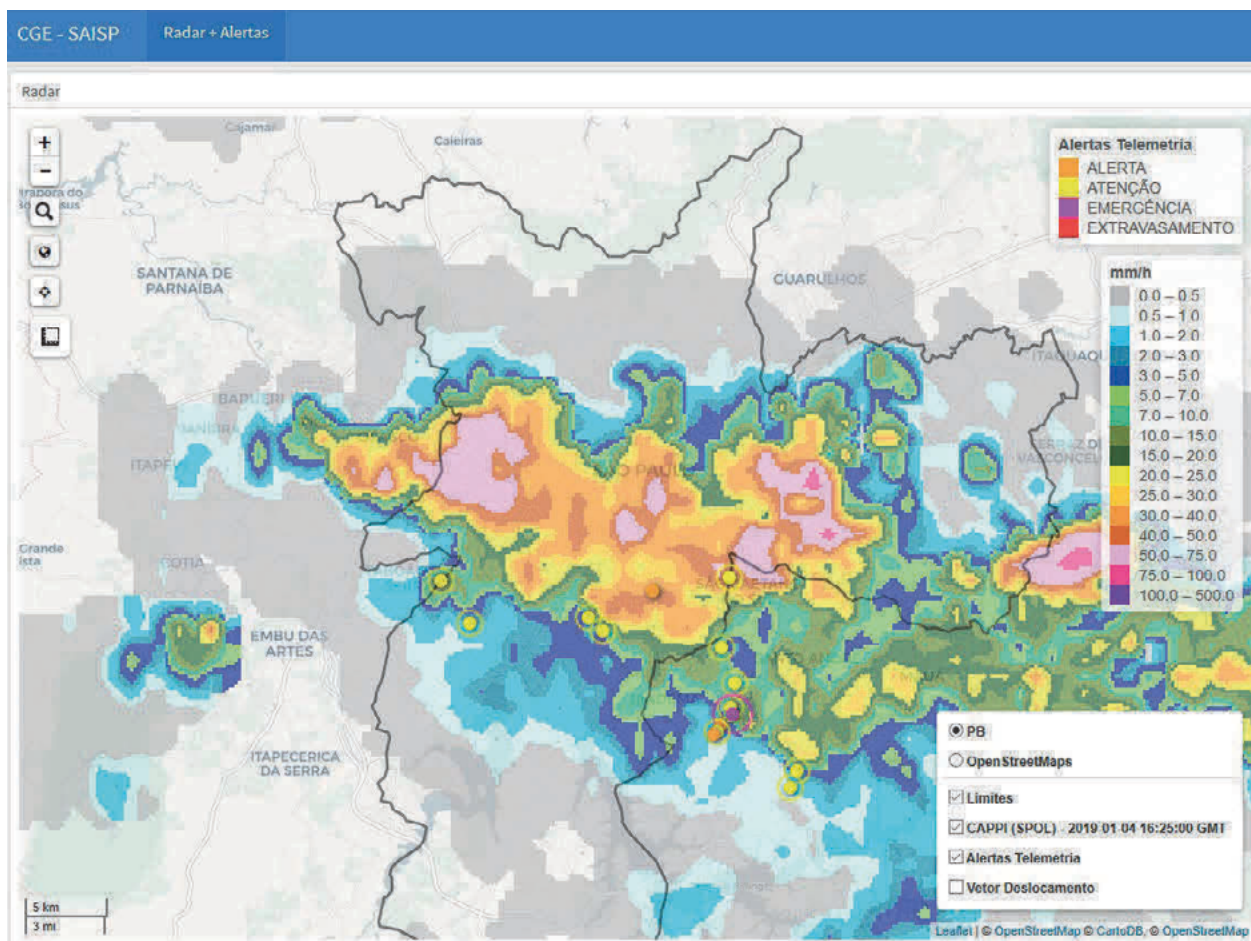 CGE - SAISP
Radar + Alertas
Radar
Cajamar
Caieiras
Alertas Telemetria
ALERTA
ATENÇÃO
EMERGÊNCIA
EXTRAVASAMENTO
+
−
SANTANA DE
PARNAÍBA
GUARULHOS
mm/h
0.0 – 0.5
0.5 – 1.0
1.0 – 2.0
2.0 – 3.0
3.0 – 5.0
5.0 – 7.0
7.0 – 10.0
10.0 – 15.0
15.0 – 20.0
20.0 – 25.0
25.0 – 30.0
30.0 – 40.0
40.0 – 50.0
50.0 – 75.0
75.0 – 100.0
100.0 – 500.0
BARUERI
Grande
ista
COTIA
EMBU DAS
ARTES
ITAPECERICA
DA SERRA
PB
OpenStreetMaps
Limites
CAPPI (SPOL) - 2019-01-04 16:25:00 GMT
Alertas Telemetria
Vetor Deslocamento
5 km
3 mi
Leaflet | © OpenStreetMap © CartoDB, © OpenStreetMap